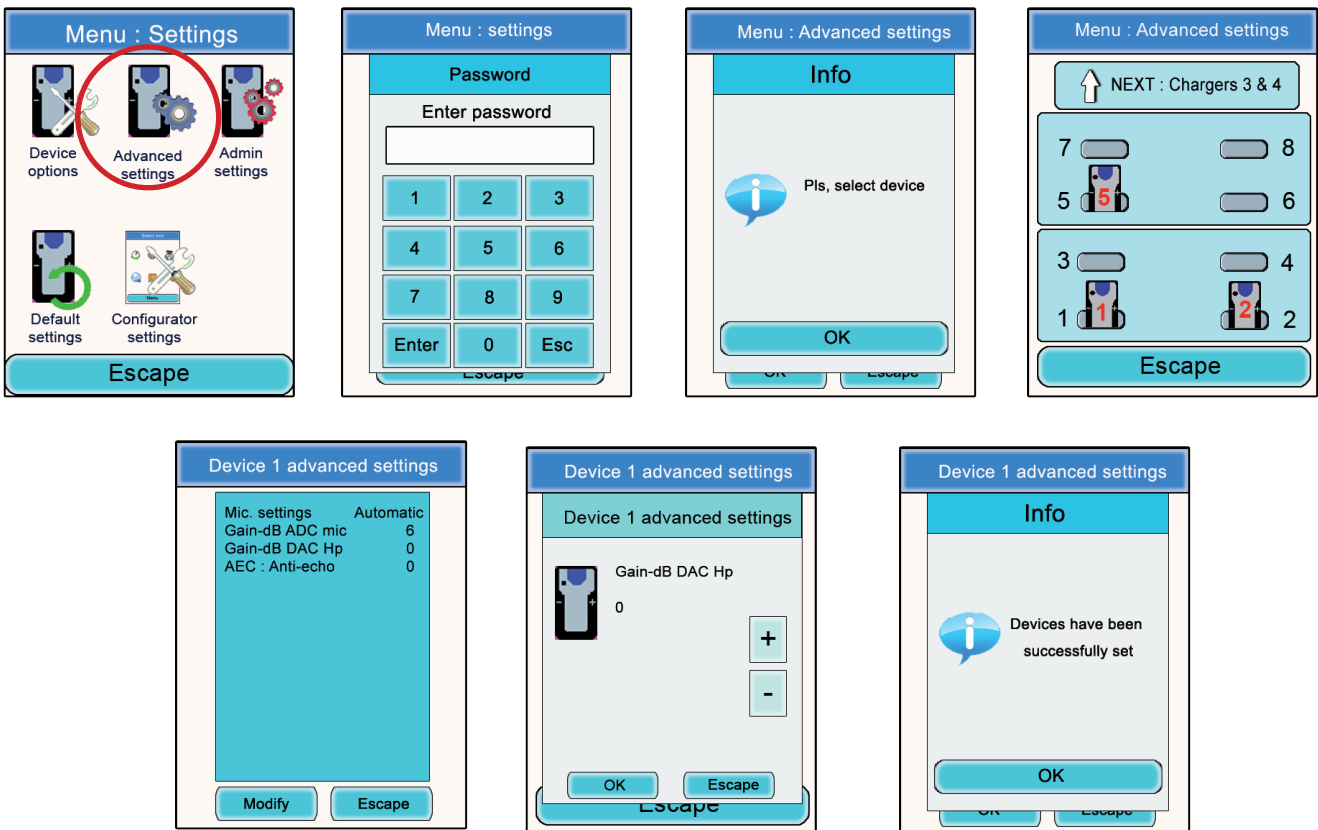 Menu : Settings
Device
options
Advanced
settings
Admin
settings
Default
settings
Configurator
settings
Escape
Menu : settings
Password
Enter password
1 2 3
4 5 6
7 8 9
Enter 0 Esc
Escape
Menu : Advanced settings
Info
Pls, select device
OK
OK Escape
Menu : Advanced settings
NEXT : Chargers 3 & 4
7 8
5 5 6
3 4
1 1 2 2
Escape
Device 1 advanced settings
Mic. settings Automatic
Gain-dB ADC mic 6
Gain-dB DAC Hp 0
AEC : Anti-echo 0
Modify Escape
Device 1 advanced settings
Device 1 advanced settings
Gain-dB DAC Hp
0
+
-
OK Escape
Escape
Device 1 advanced settings
Info
Devices have been
successfully set
OK
OK Escape